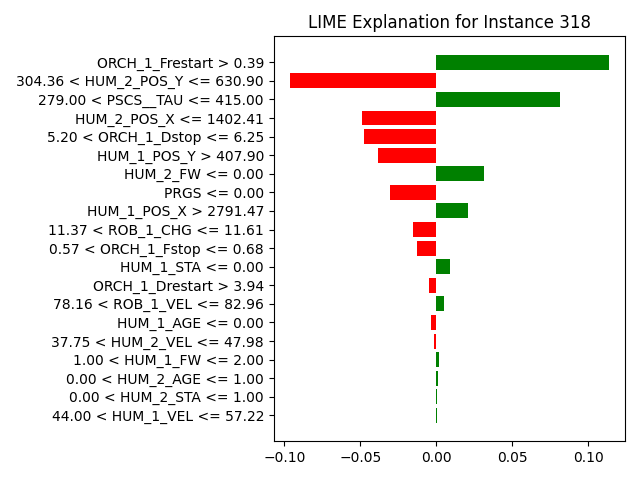 LIME Explanation for Instance 318
ORCH_1_Frestart > 0.39
304.36 < HUM_2_POS_Y <= 630.90
279.00 < PSCS__TAU <= 415.00
HUM_2_POS_X <= 1402.41
5.20 < ORCH_1_Dstop <= 6.25
HUM_1_POS_Y > 407.90
HUM_2_FW <= 0.00
PRGS <= 0.00
HUM_1_POS_X > 2791.47
11.37 < ROB_1_CHG <= 11.61
0.57 < ORCH_1_Fstop <= 0.68
HUM_1_STA <= 0.00
ORCH_1_Drestart > 3.94
78.16 < ROB_1_VEL <= 82.96
HUM_1_AGE <= 0.00
37.75 < HUM_2_VEL <= 47.98
1.00 < HUM_1_FW <= 2.00
0.00 < HUM_2_AGE <= 1.00
0.00 < HUM_2_STA <= 1.00
44.00 < HUM_1_VEL <= 57.22
−0.10 −0.05 0.00 0.05 0.10